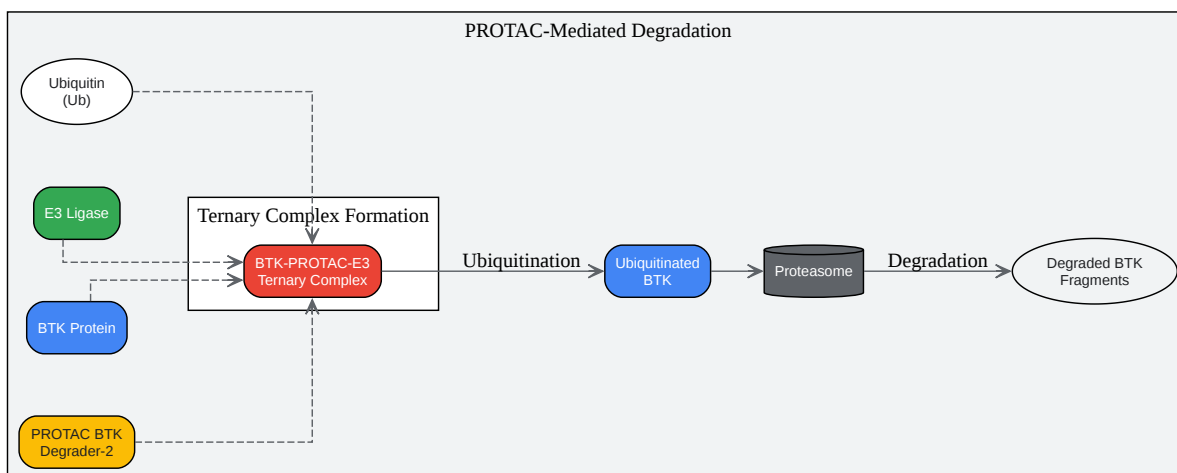 PROTAC-Mediated Degradation
Ubiquitin
(Ub)
E3 Ligase
Ternary Complex Formation
BTK-PROTAC-E3
Ternary Complex
Ubiquitination
Ubiquitinated
BTK
Proteasome
Degradation
Degraded BTK
Fragments
BTK Protein
PROTAC BTK
Degrader-2